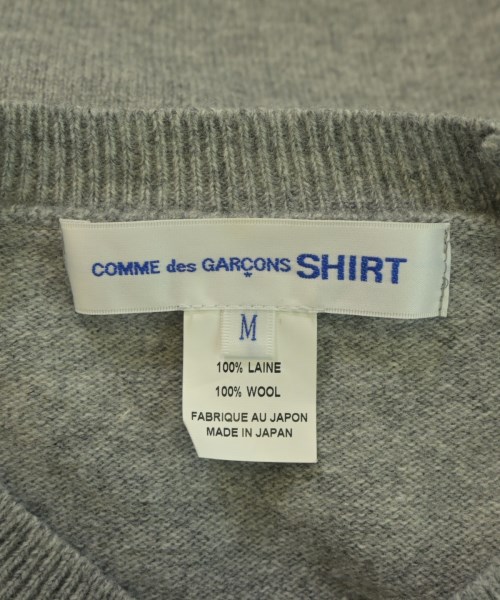 COMME des GARÇONS SHIRT
M
100% LAINE
100% WOOL
FABRIQUE AU JAPON
MADE IN JAPAN